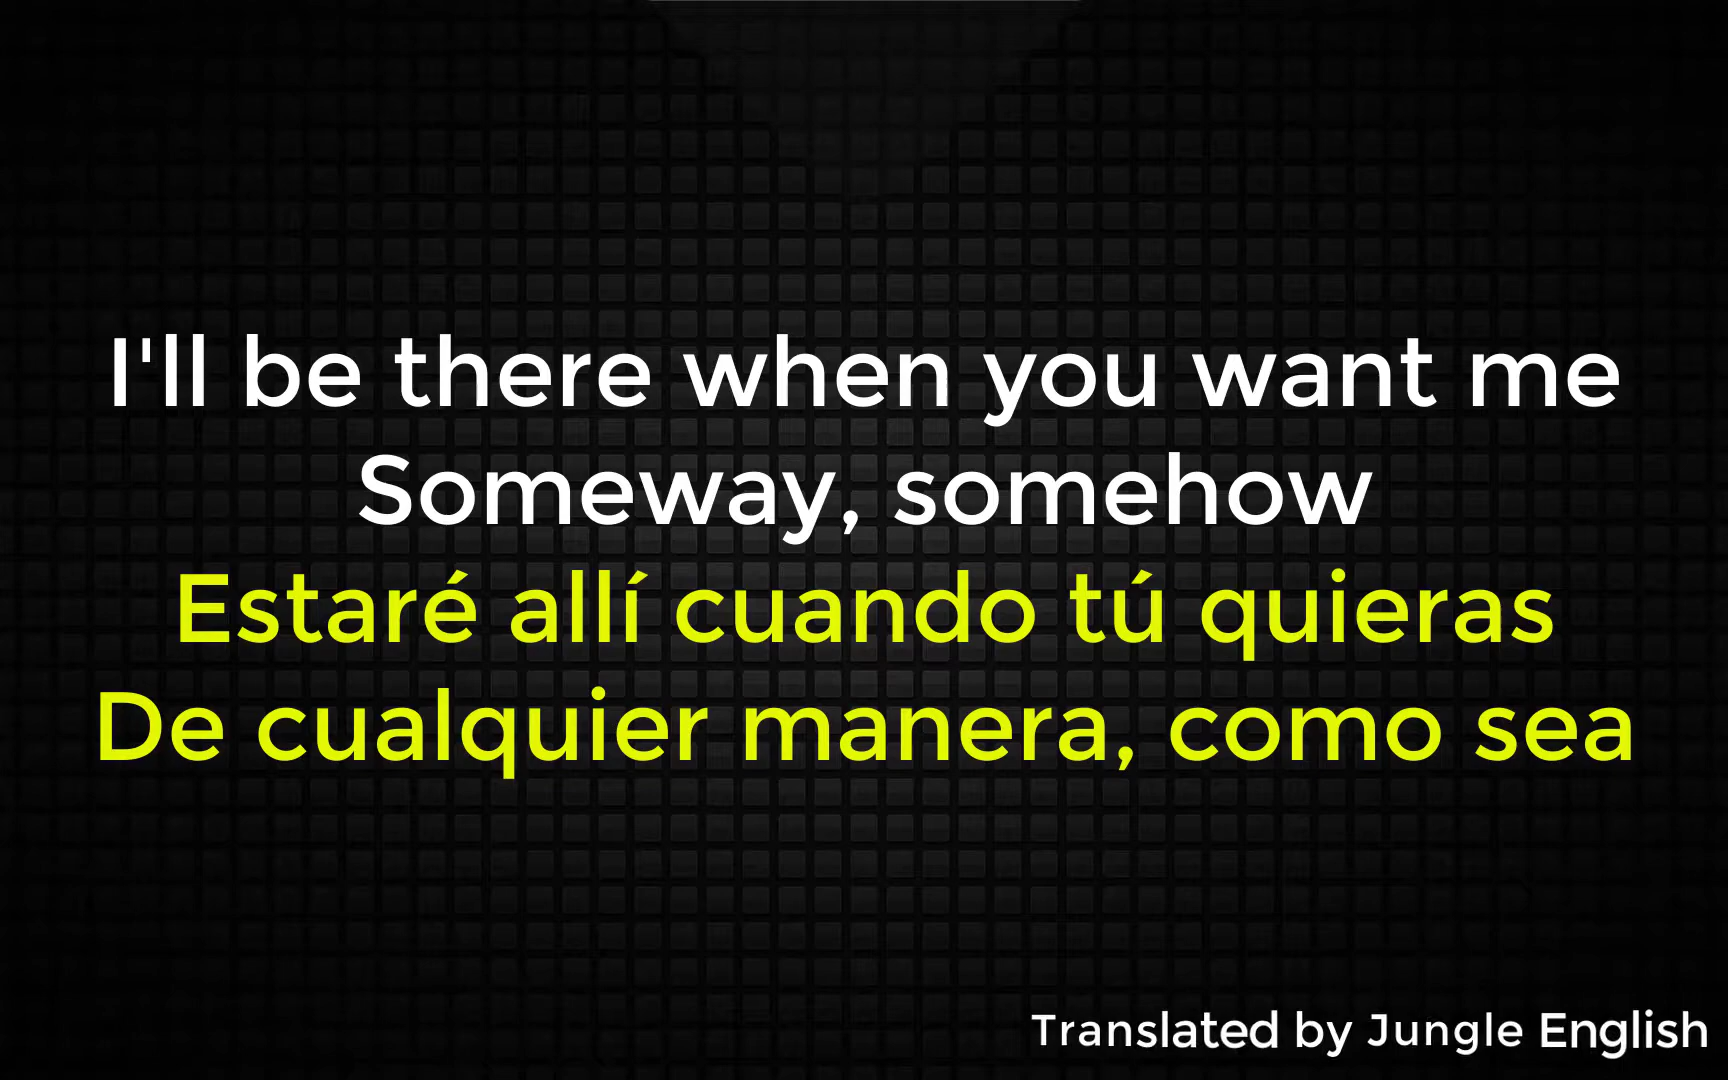 I'll be there when you want me
Someway, somehow
Estaré allí cuando tú quieras
De cualquier manera, como sea
Translated by Jungle English